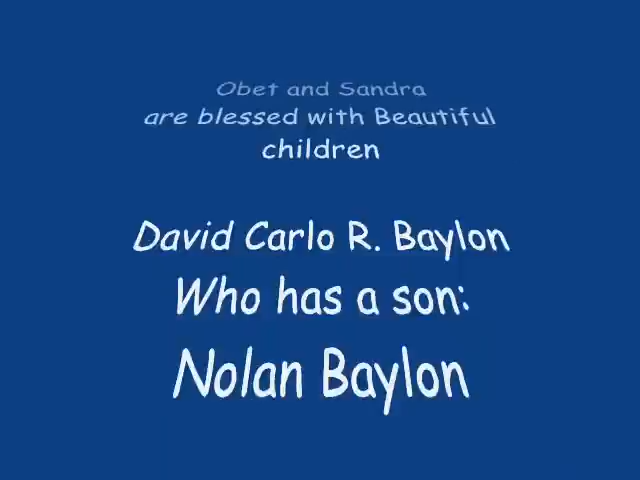 Obet and Sandra
are blessed with Beautiful
children
David Carlo R. Baylon
Who has a son:
Nolan Baylon